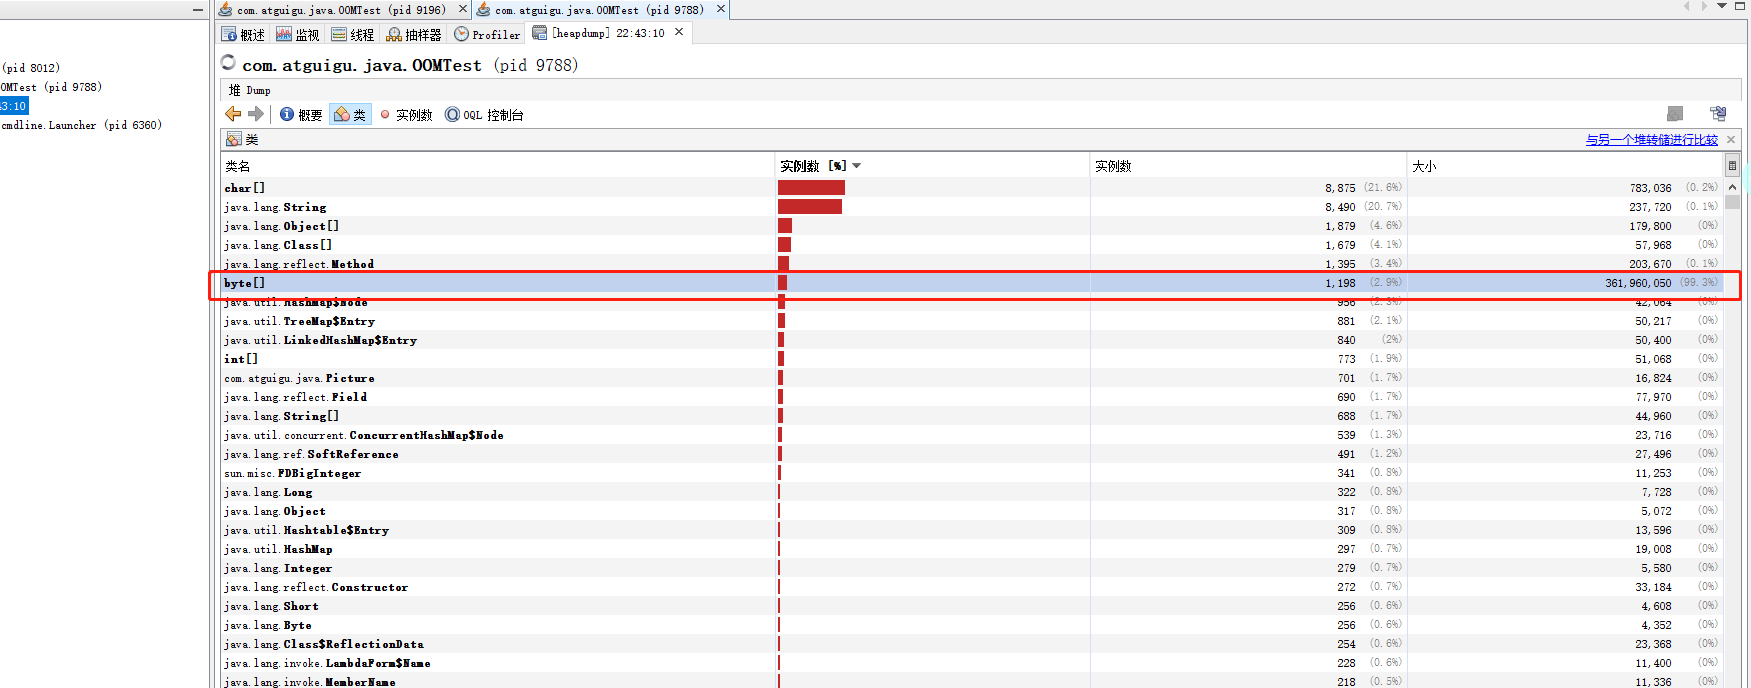 com.atguigu.java.OOMTest (pid 9196)
com.atguigu.java.OOMTest (pid 9788)
概述 监视 线程 抽样器 Profiler [heapdump] 22:43:10
(pid 8012)
OMTest (pid 9788)
43:10
cmdline.Launcher (pid 6360)
com.atguigu.java.OOMTest (pid 9788)
堆 Dump
概要 类 实例数 OQL 控制台
类 与另一个堆转储进行比较
类名 实例数 [%] 实例数 大小
char[] 8,875 (21.6%) 783,036 (0.2%)
java.lang.String 8,490 (20.7%) 237,720 (0.1%)
java.lang.Object[] 1,879 (4.6%) 179,800 (0%)
java.lang.Class[] 1,679 (4.1%) 57,968 (0%)
java.lang.reflect.Method 1,395 (3.4%) 203,670 (0.1%)
byte[] 1,198 (2.9%) 361,960,050 (99.3%)
java.util.HashMap$Node 956 (2.3%) 42,064 (0%)
java.util.TreeMap$Entry 881 (2.1%) 50,217 (0%)
java.util.LinkedHashMap$Entry 840 (2%) 50,400 (0%)
int[] 773 (1.9%) 51,068 (0%)
com.atguigu.java.Picture 701 (1.7%) 16,824 (0%)
java.lang.reflect.Field 690 (1.7%) 77,970 (0%)
java.lang.String[] 688 (1.7%) 44,960 (0%)
java.util.concurrent.ConcurrentHashMap$Node 539 (1.3%) 23,716 (0%)
java.lang.ref.SoftReference 491 (1.2%) 27,496 (0%)
sun.misc.FDBigInteger 341 (0.8%) 11,253 (0%)
java.lang.Long 322 (0.8%) 7,728 (0%)
java.lang.Object 317 (0.8%) 5,072 (0%)
java.util.Hashtable$Entry 309 (0.8%) 13,596 (0%)
java.util.HashMap 297 (0.7%) 19,008 (0%)
java.lang.Integer 279 (0.7%) 5,580 (0%)
java.lang.reflect.Constructor 272 (0.7%) 33,184 (0%)
java.lang.Short 256 (0.6%) 4,608 (0%)
java.lang.Byte 256 (0.6%) 4,352 (0%)
java.lang.Class$ReflectionData 254 (0.6%) 23,368 (0%)
java.lang.invoke.LambdaForm$Name 228 (0.6%) 11,400 (0%)
java.lang.invoke.MemberName 218 (0.5%) 11,336 (0%)